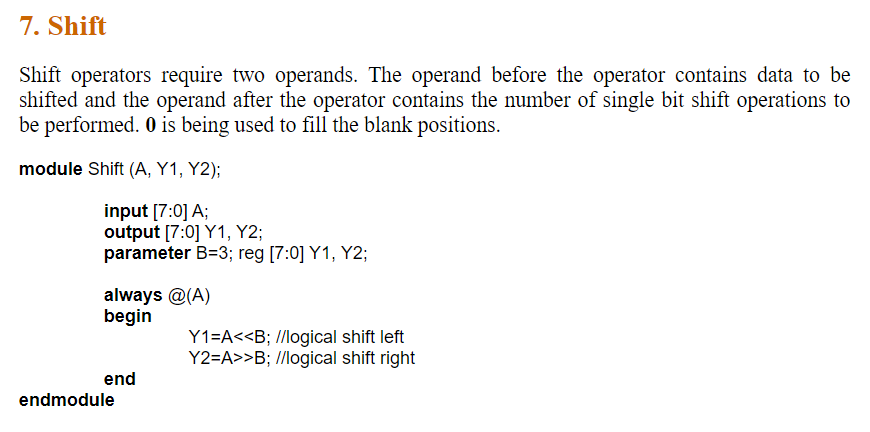 7. Shift
Shift operators require two operands. The operand before the operator contains data to be
shifted and the operand after the operator contains the number of single bit shift operations to
be performed. 0 is being used to fill the blank positions.
module Shift (A, Y1, Y2);
input [7:0] A;
output [7:0] Y1, Y2;
parameter B=3; reg [7:0] Y1, Y2;
always @(A)
begin
Y1=A<<B; //logical shift left
Y2=A>>B; //logical shift right
end
endmodule